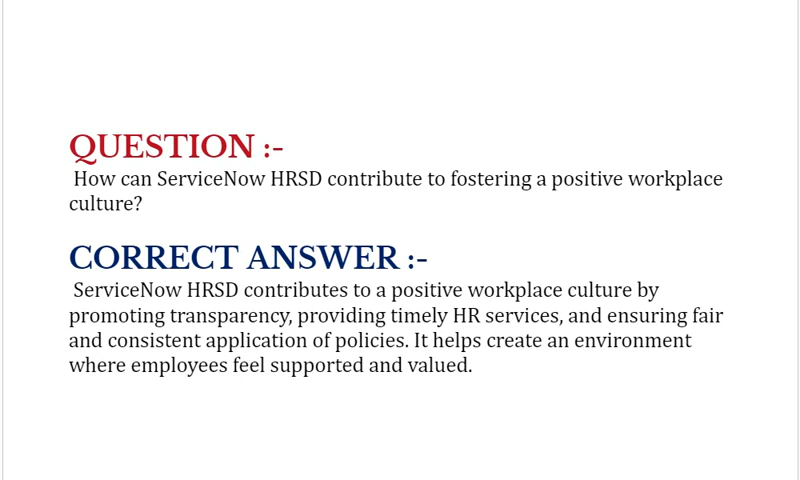 QUESTION :-
How can ServiceNow HRSD contribute to fostering a positive workplace
culture?
CORRECT ANSWER :-
ServiceNow HRSD contributes to a positive workplace culture by
promoting transparency, providing timely HR services, and ensuring fair
and consistent application of policies. It helps create an environment
where employees feel supported and valued.